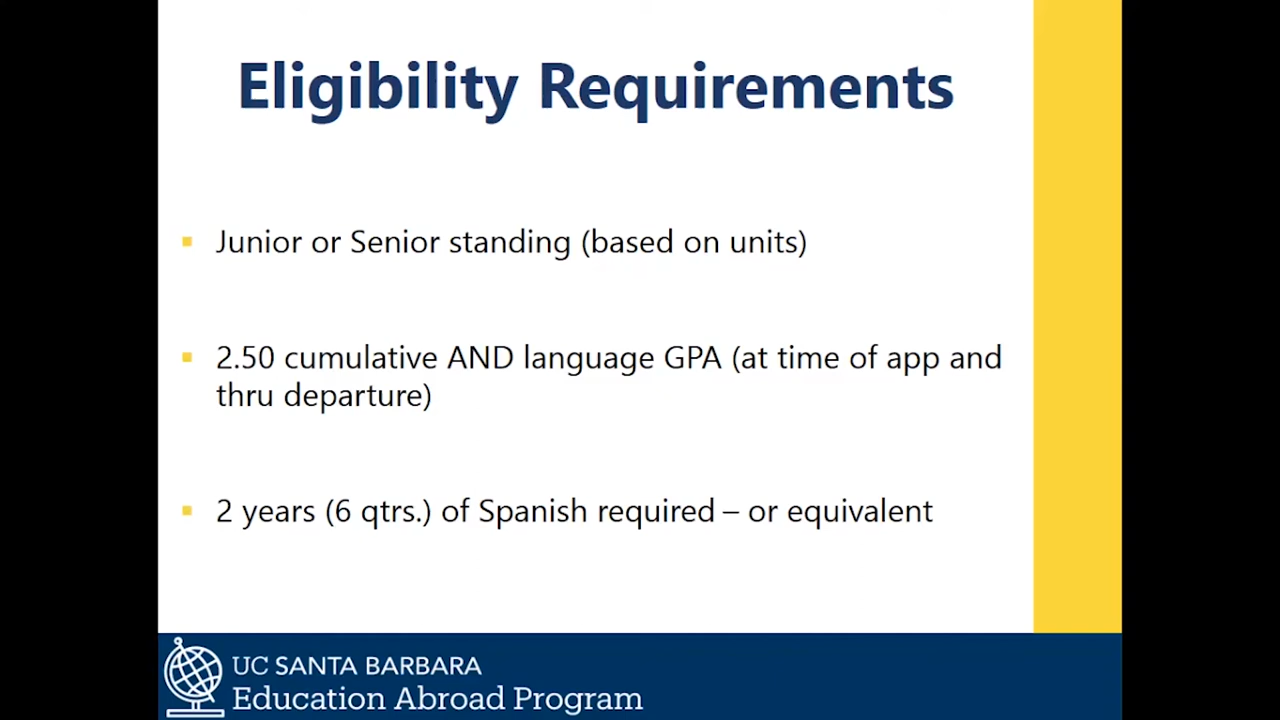 Eligibility Requirements
Junior or Senior standing (based on units)
2.50 cumulative AND language GPA (at time of app and
thru departure)
2 years (6 qtrs.) of Spanish required – or equivalent
UC SANTA BARBARA
Education Abroad Program